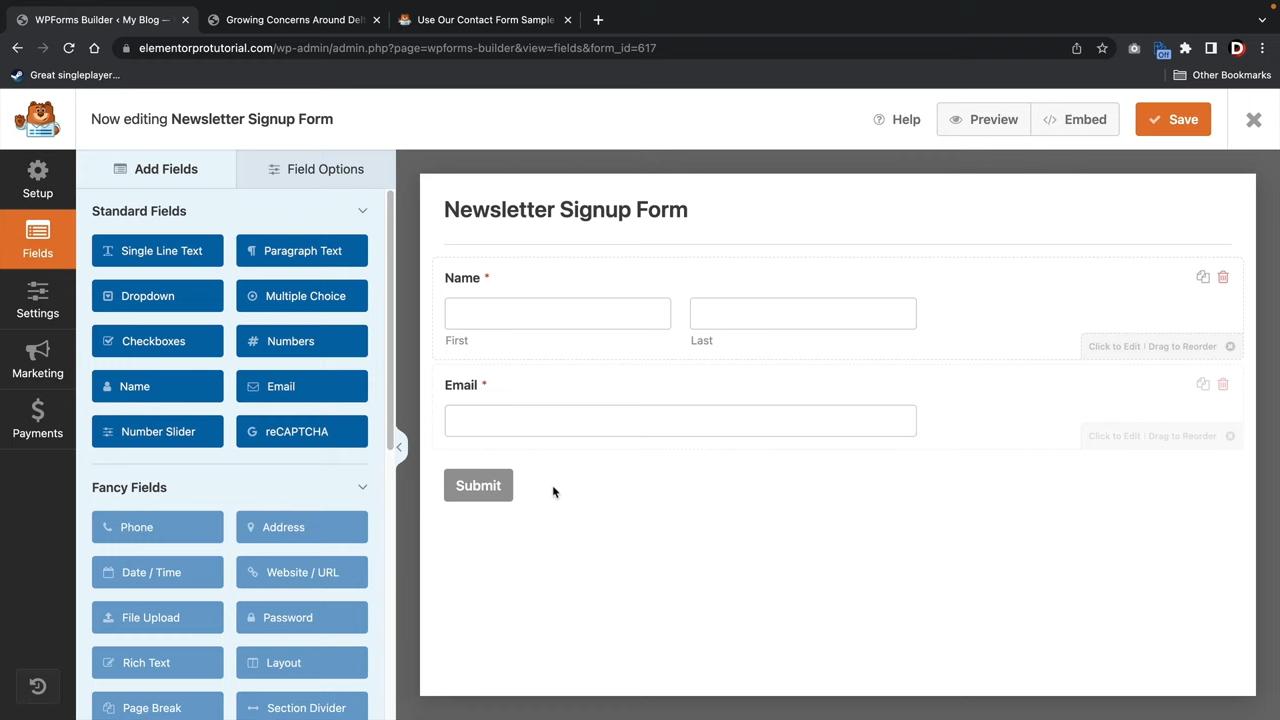 WPForms Builder ‹ My Blog —
Growing Concerns Around Del
Use Our Contact Form Sample
elementorprotutorial.com/wp-admin/admin.php?page=wpforms-builder&view=fields&form_id=617
Off
D
Great singleplayer...
Other Bookmarks
Now editing Newsletter Signup Form
Help
Preview
Embed
Save
Setup
Fields
Settings
Marketing
Payments
Add Fields
Field Options
Standard Fields
Single Line Text
Paragraph Text
Dropdown
Multiple Choice
Checkboxes
Numbers
Name
Email
Number Slider
reCAPTCHA
Fancy Fields
Phone
Address
Date / Time
Website / URL
File Upload
Password
Rich Text
Layout
Page Break
Section Divider
Newsletter Signup Form
Name *
First
Last
Click to Edit | Drag to Reorder
Email *
Click to Edit | Drag to Reorder
Submit